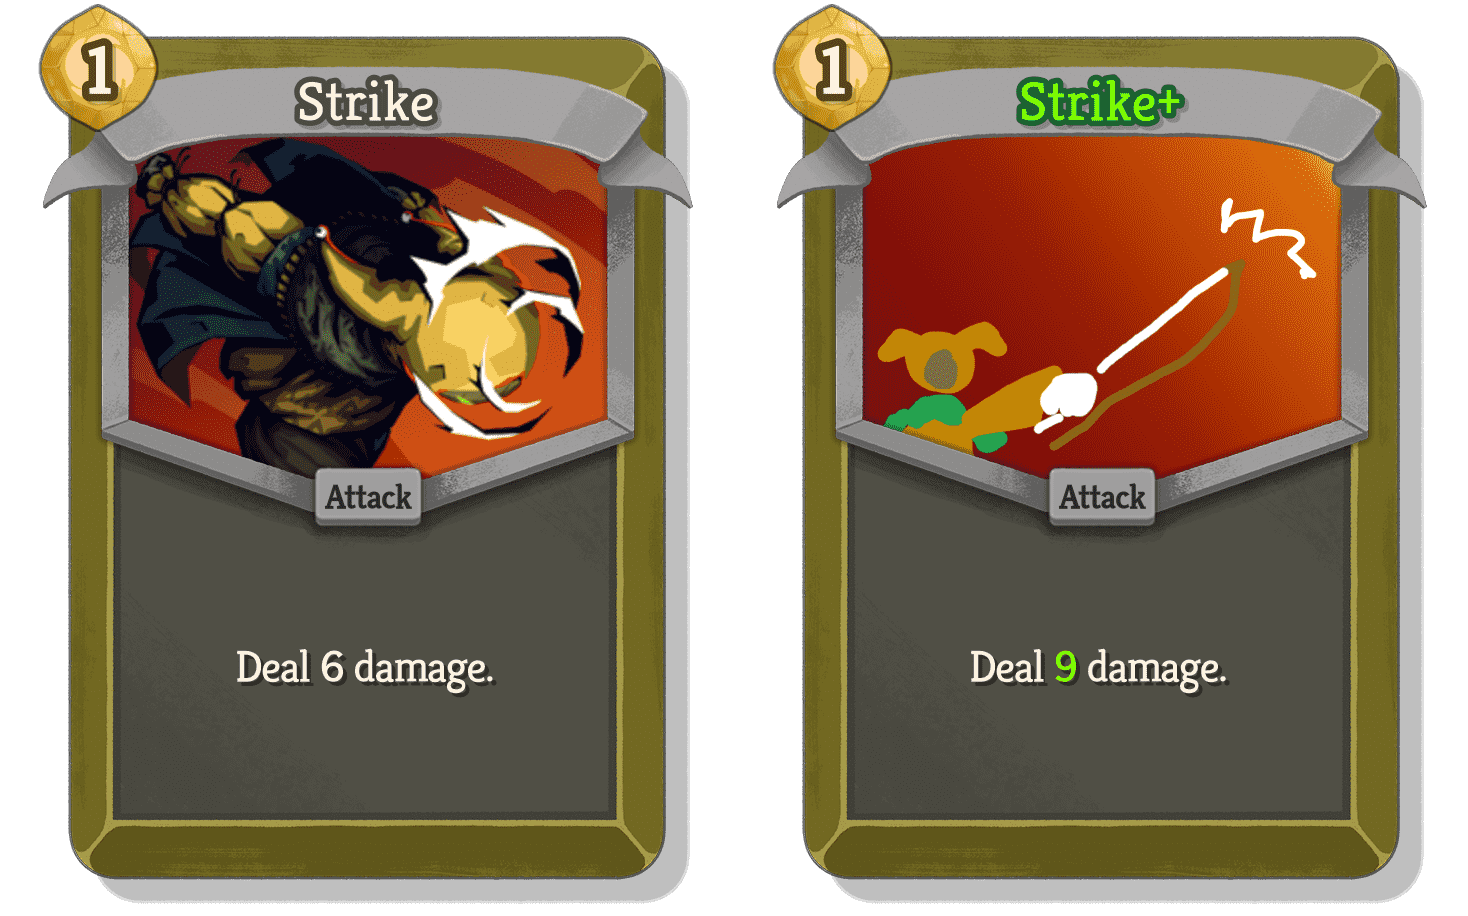 1
Strike
Attack
Deal 6 damage.
1
Strike+
Attack
Deal 9 damage.